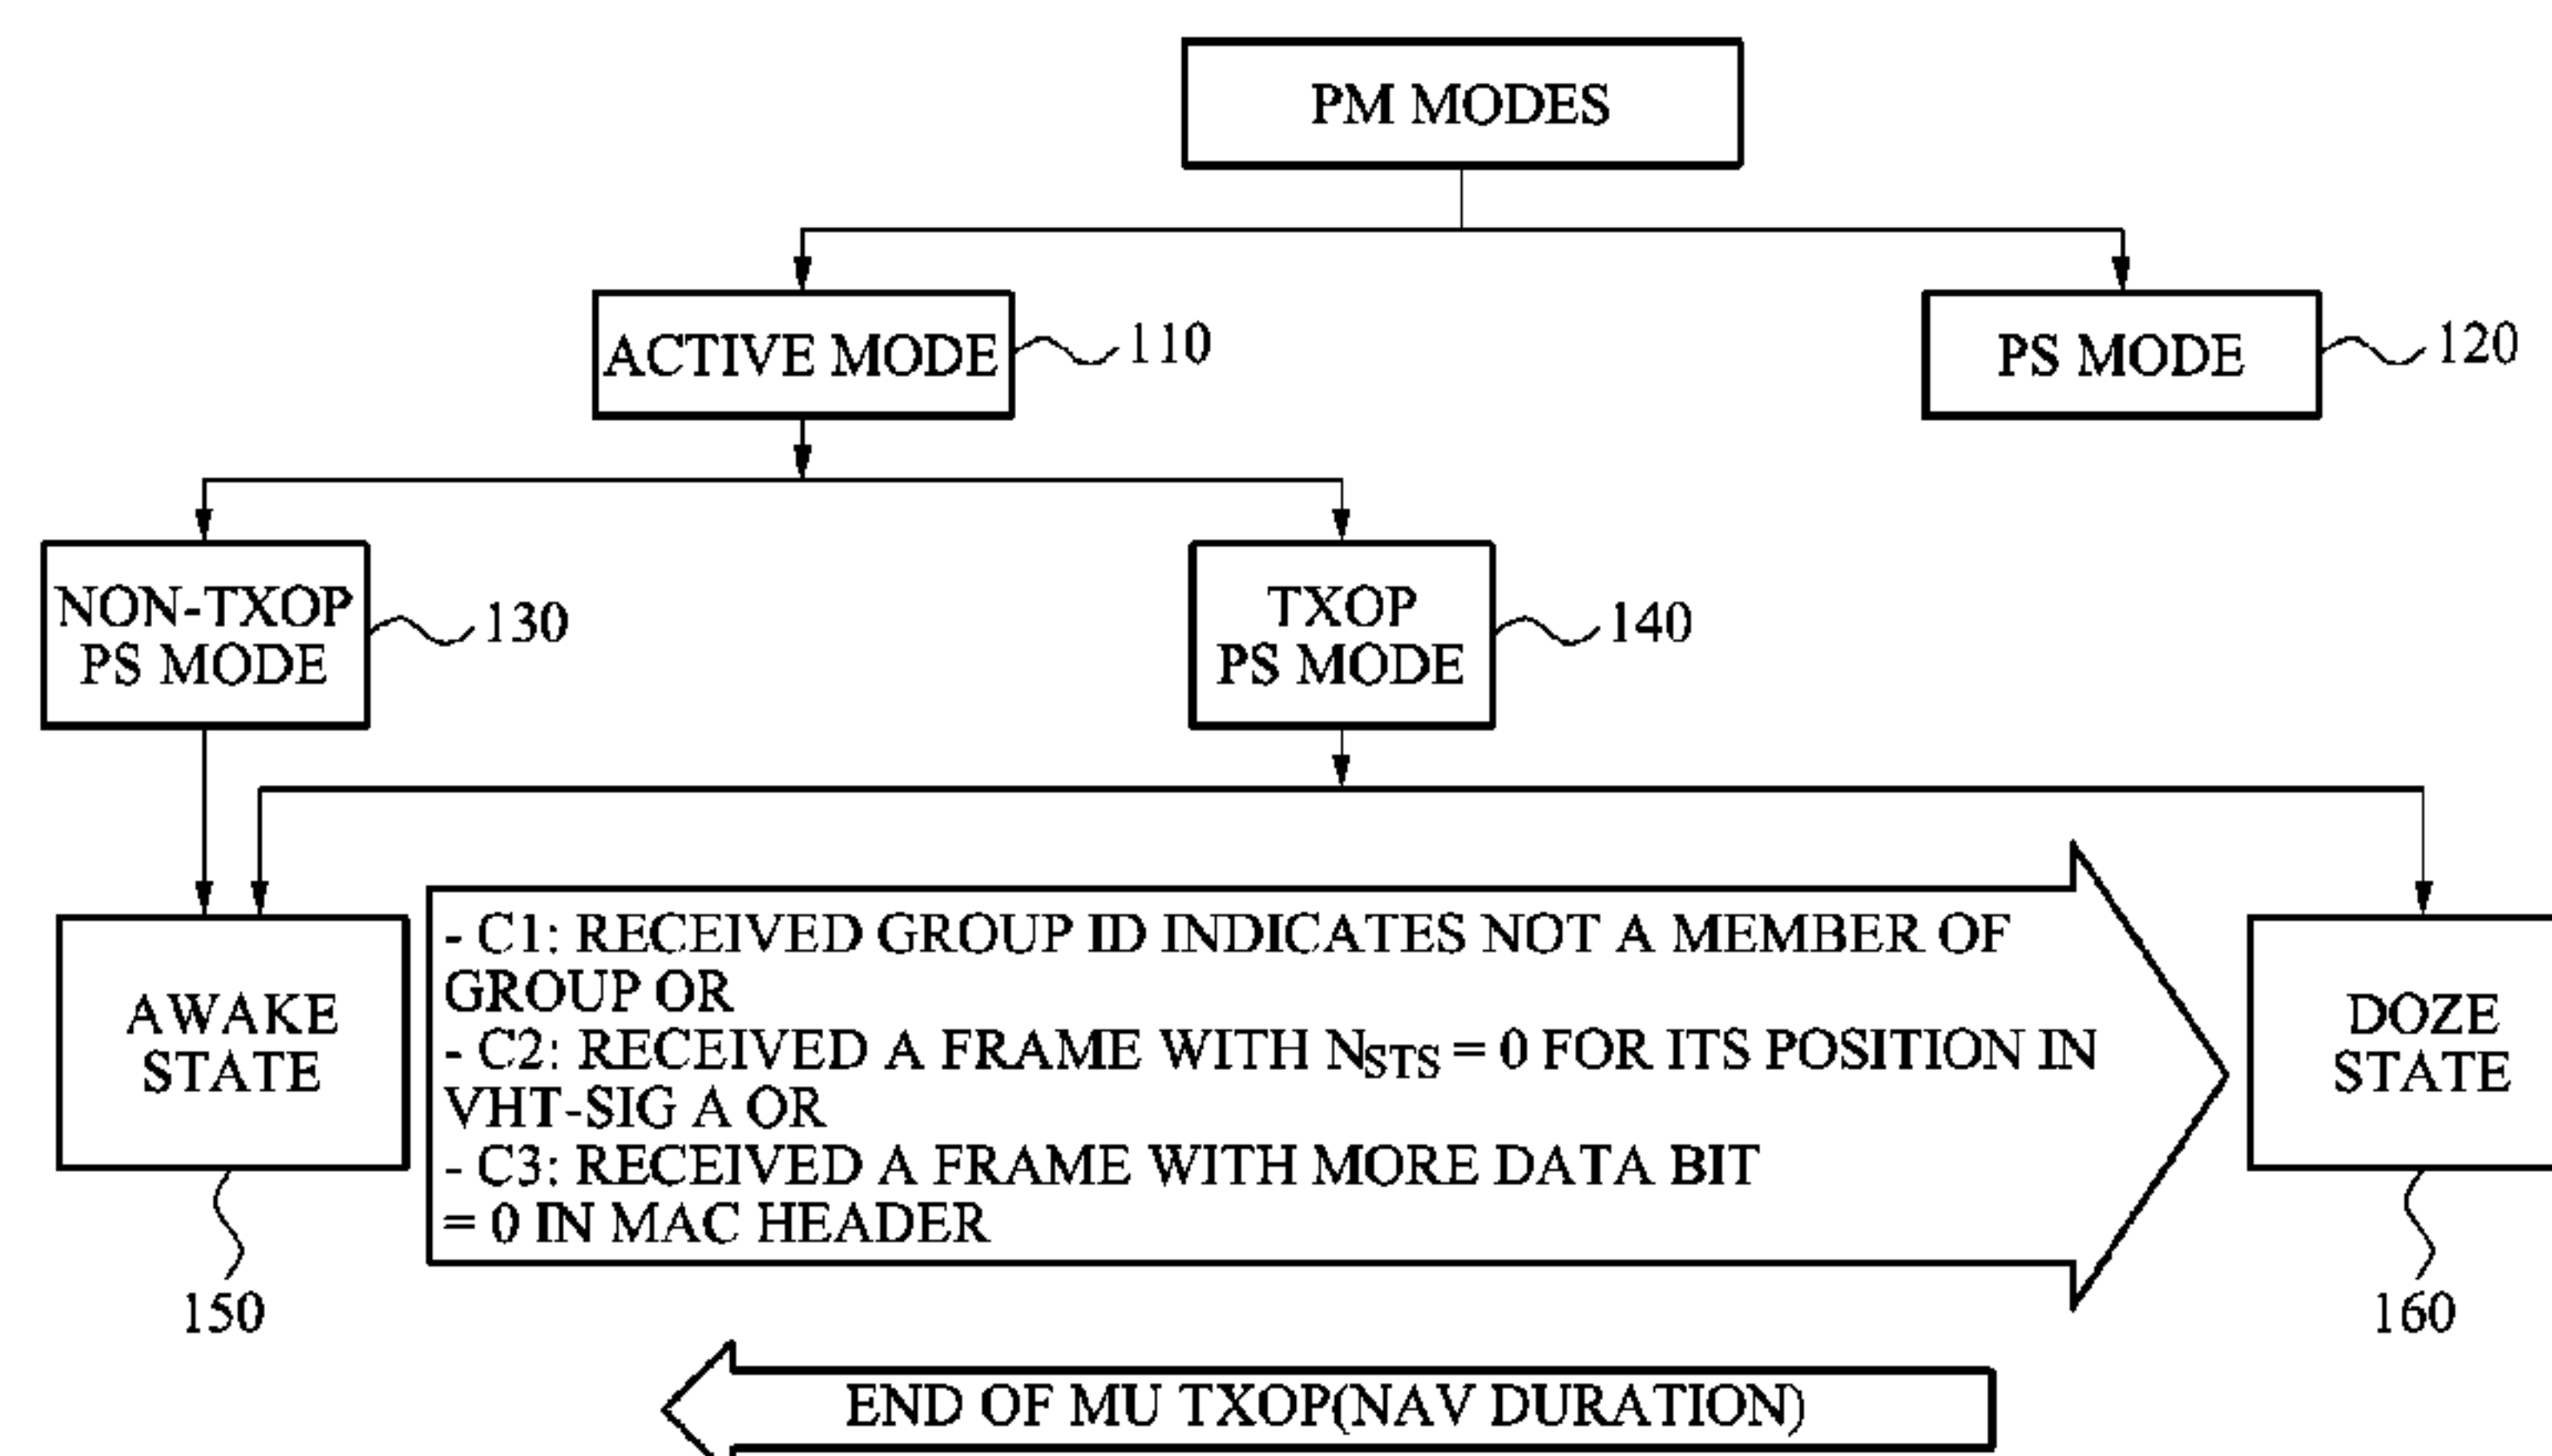 PM MODES
ACTIVE MODE
110
PS MODE
120
NON-TXOP
PS MODE
130
TXOP
PS MODE
140
AWAKE
STATE
- C1: RECEIVED GROUP ID INDICATES NOT A MEMBER OF
GROUP OR
- C2: RECEIVED A FRAME WITH NSTS = 0 FOR ITS POSITION IN
VHT-SIG A OR
- C3: RECEIVED A FRAME WITH MORE DATA BIT
= 0 IN MAC HEADER
DOZE
STATE
150
160
END OF MU TXOP(NAV DURATION)